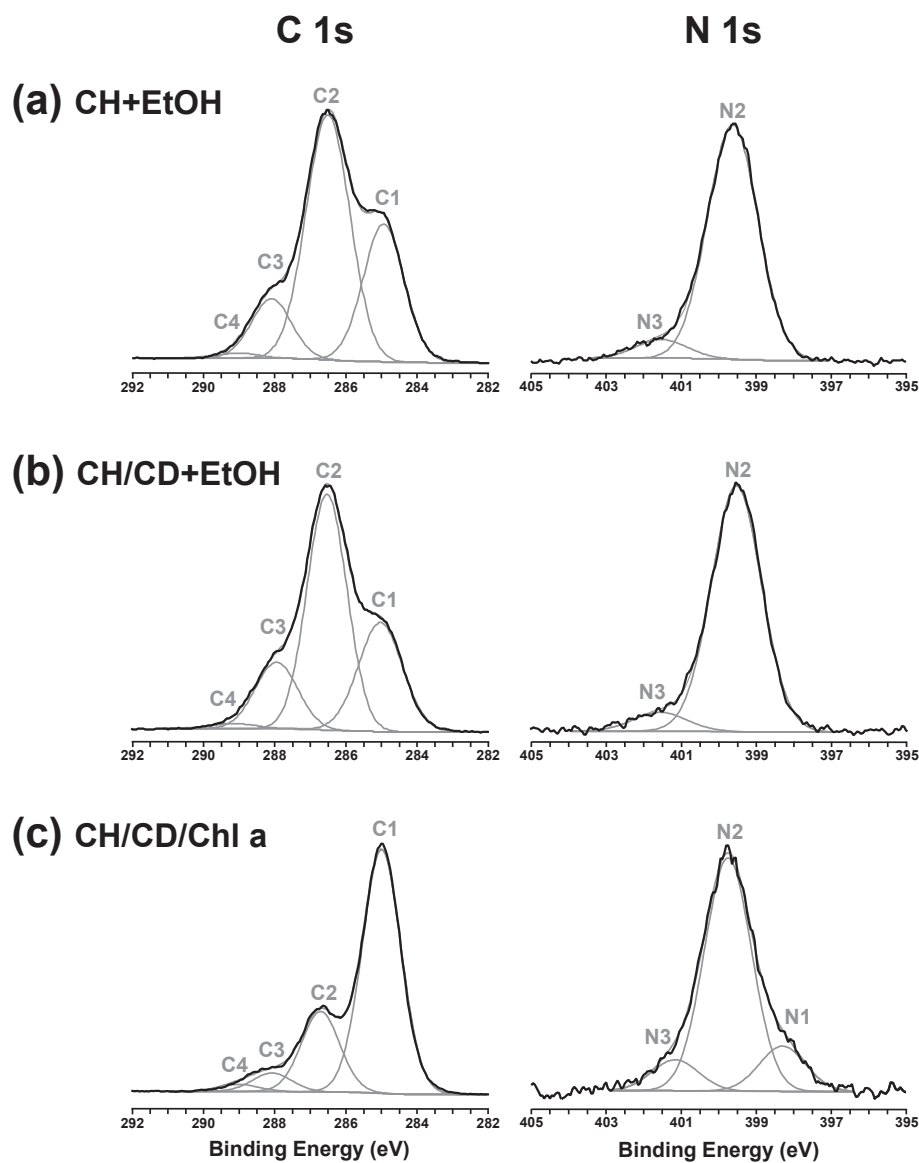 C 1s
N 1s
(a) CH+EtOH
C2
C1
C3
C4
N2
N3
292 290 288 286 284 282
405 403 401 399 397 395
(b) CH/CD+EtOH
C2
C1
C3
C4
N2
N3
292 290 288 286 284 282
405 403 401 399 397 395
(c) CH/CD/Chl a
C1
C2
C3
C4
N2
N1
N3
292 290 288 286 284 282
Binding Energy (eV)
405 403 401 399 397 395
Binding Energy (eV)